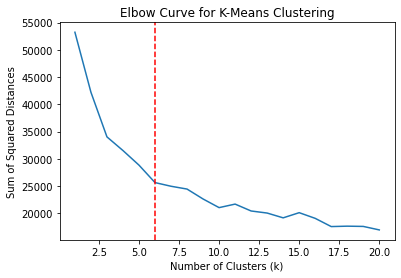 Elbow Curve for K-Means Clustering
55000
50000
45000
40000
35000
30000
25000
20000
Sum of Squared Distances
2.5 5.0 7.5 10.0 12.5 15.0 17.5 20.0
Number of Clusters (k)